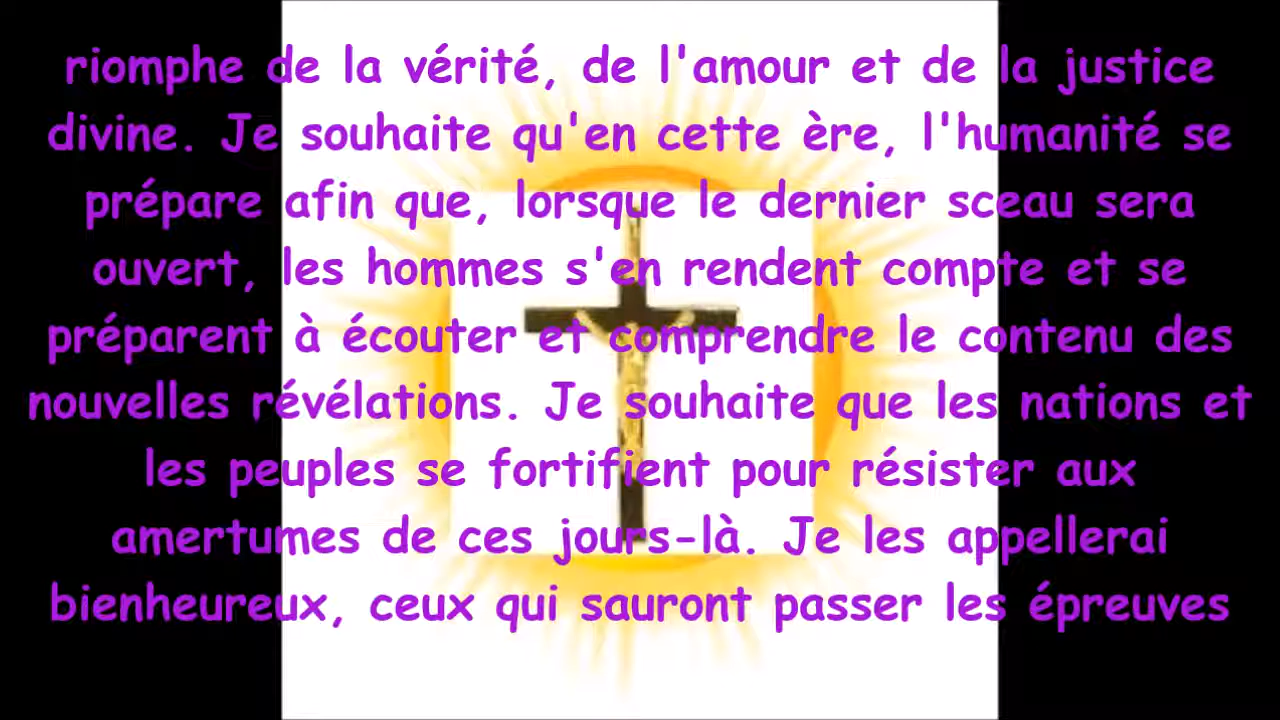 riomphe de la vérité, de l'amour et de la justice
divine. Je souhaite qu'en cette ère, l'humanité se
prépare afin que, lorsque le dernier sceau sera
ouvert, les hommes s'en rendent compte et se
préparent à écouter et comprendre le contenu des
nouvelles révélations. Je souhaite que les nations et
les peuples se fortifient pour résister aux
amertumes de ces jours-là. Je les appellerai
bienheureux, ceux qui sauront passer les épreuves